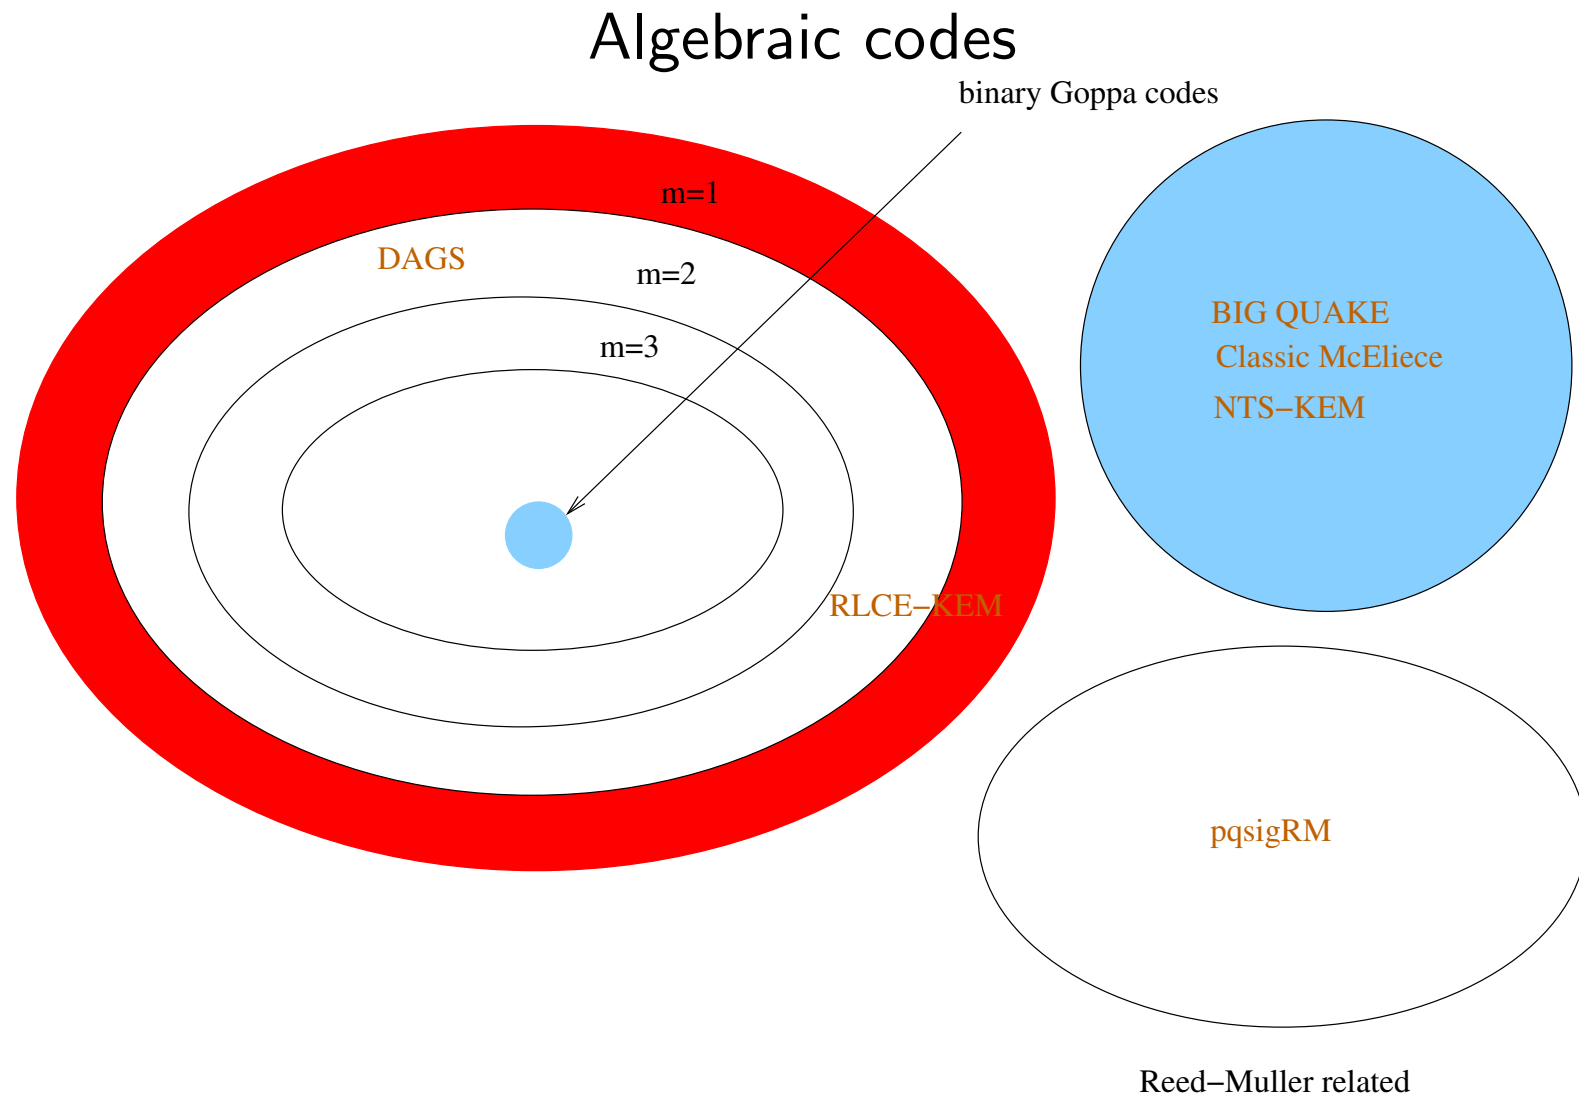 Algebraic codes
binary Goppa codes
m=1
DAGS
m=2
m=3
BIG QUAKE
Classic McEliece
NTS−KEM
RLCE−KEM
pqsigRM
Reed−Muller related